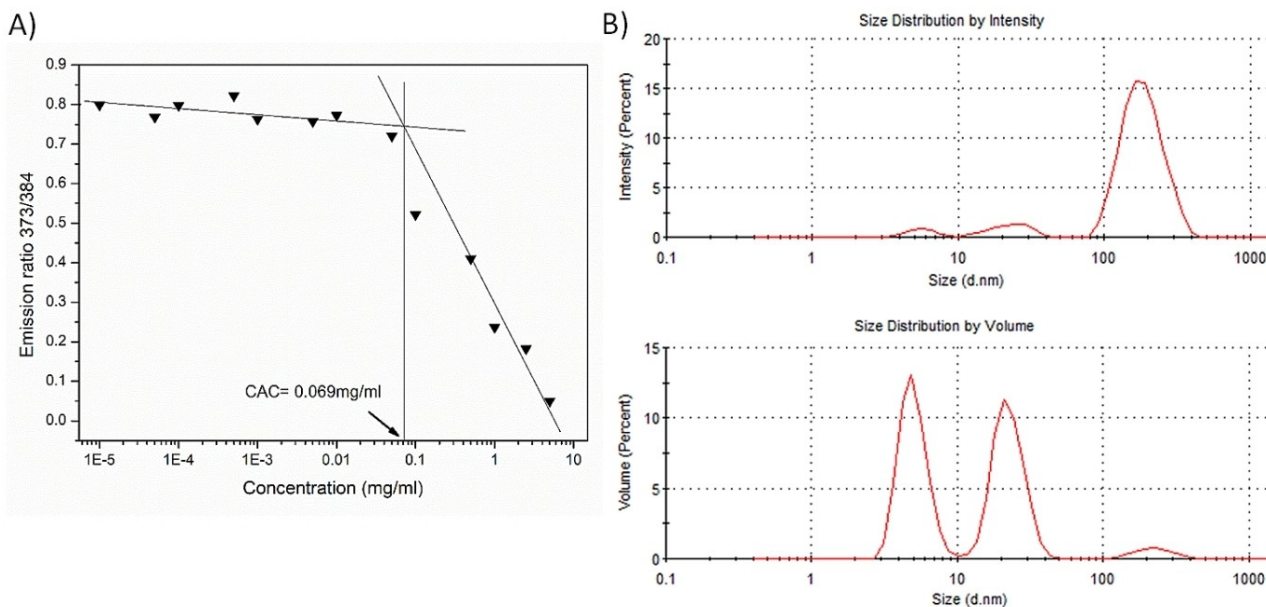 A)
0.9
0.8
0.7
0.6
0.5
0.4
0.3
0.2
0.1
0.0
Emission ratio 373/384
CAC= 0.069mg/ml
1E-5 1E-4 1E-3 0.01 0.1 1 10
Concentration (mg/ml)
B)
Size Distribution by Intensity
20
15
10
5
0
Intensity (Percent)
0.1 1 10 100 1000
Size (d.nm)
Size Distribution by Volume
15
10
5
0
Volume (Percent)
0.1 1 10 100 1000
Size (d.nm)